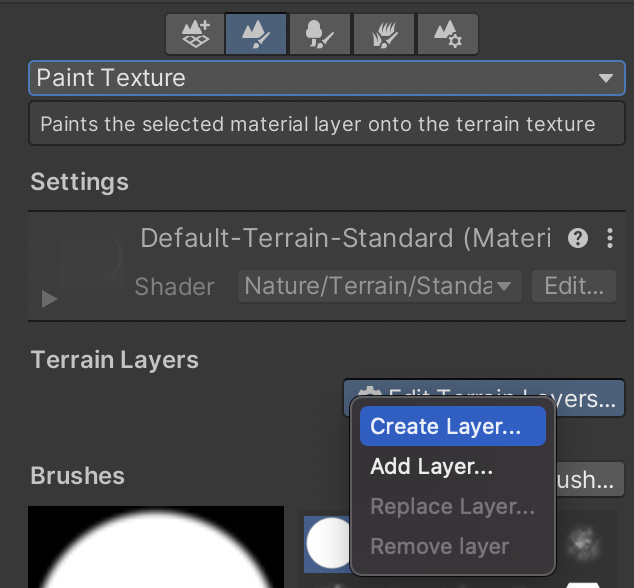 Paint Texture
Paints the selected material layer onto the terrain texture
Settings
Default-Terrain-Standard (Materi
Shader
Nature/Terrain/Standa
Edit...
Terrain Layers
Edit Terrain Layers...
Create Layer...
Add Layer...
Replace Layer...
Remove layer
Brushes
ush...